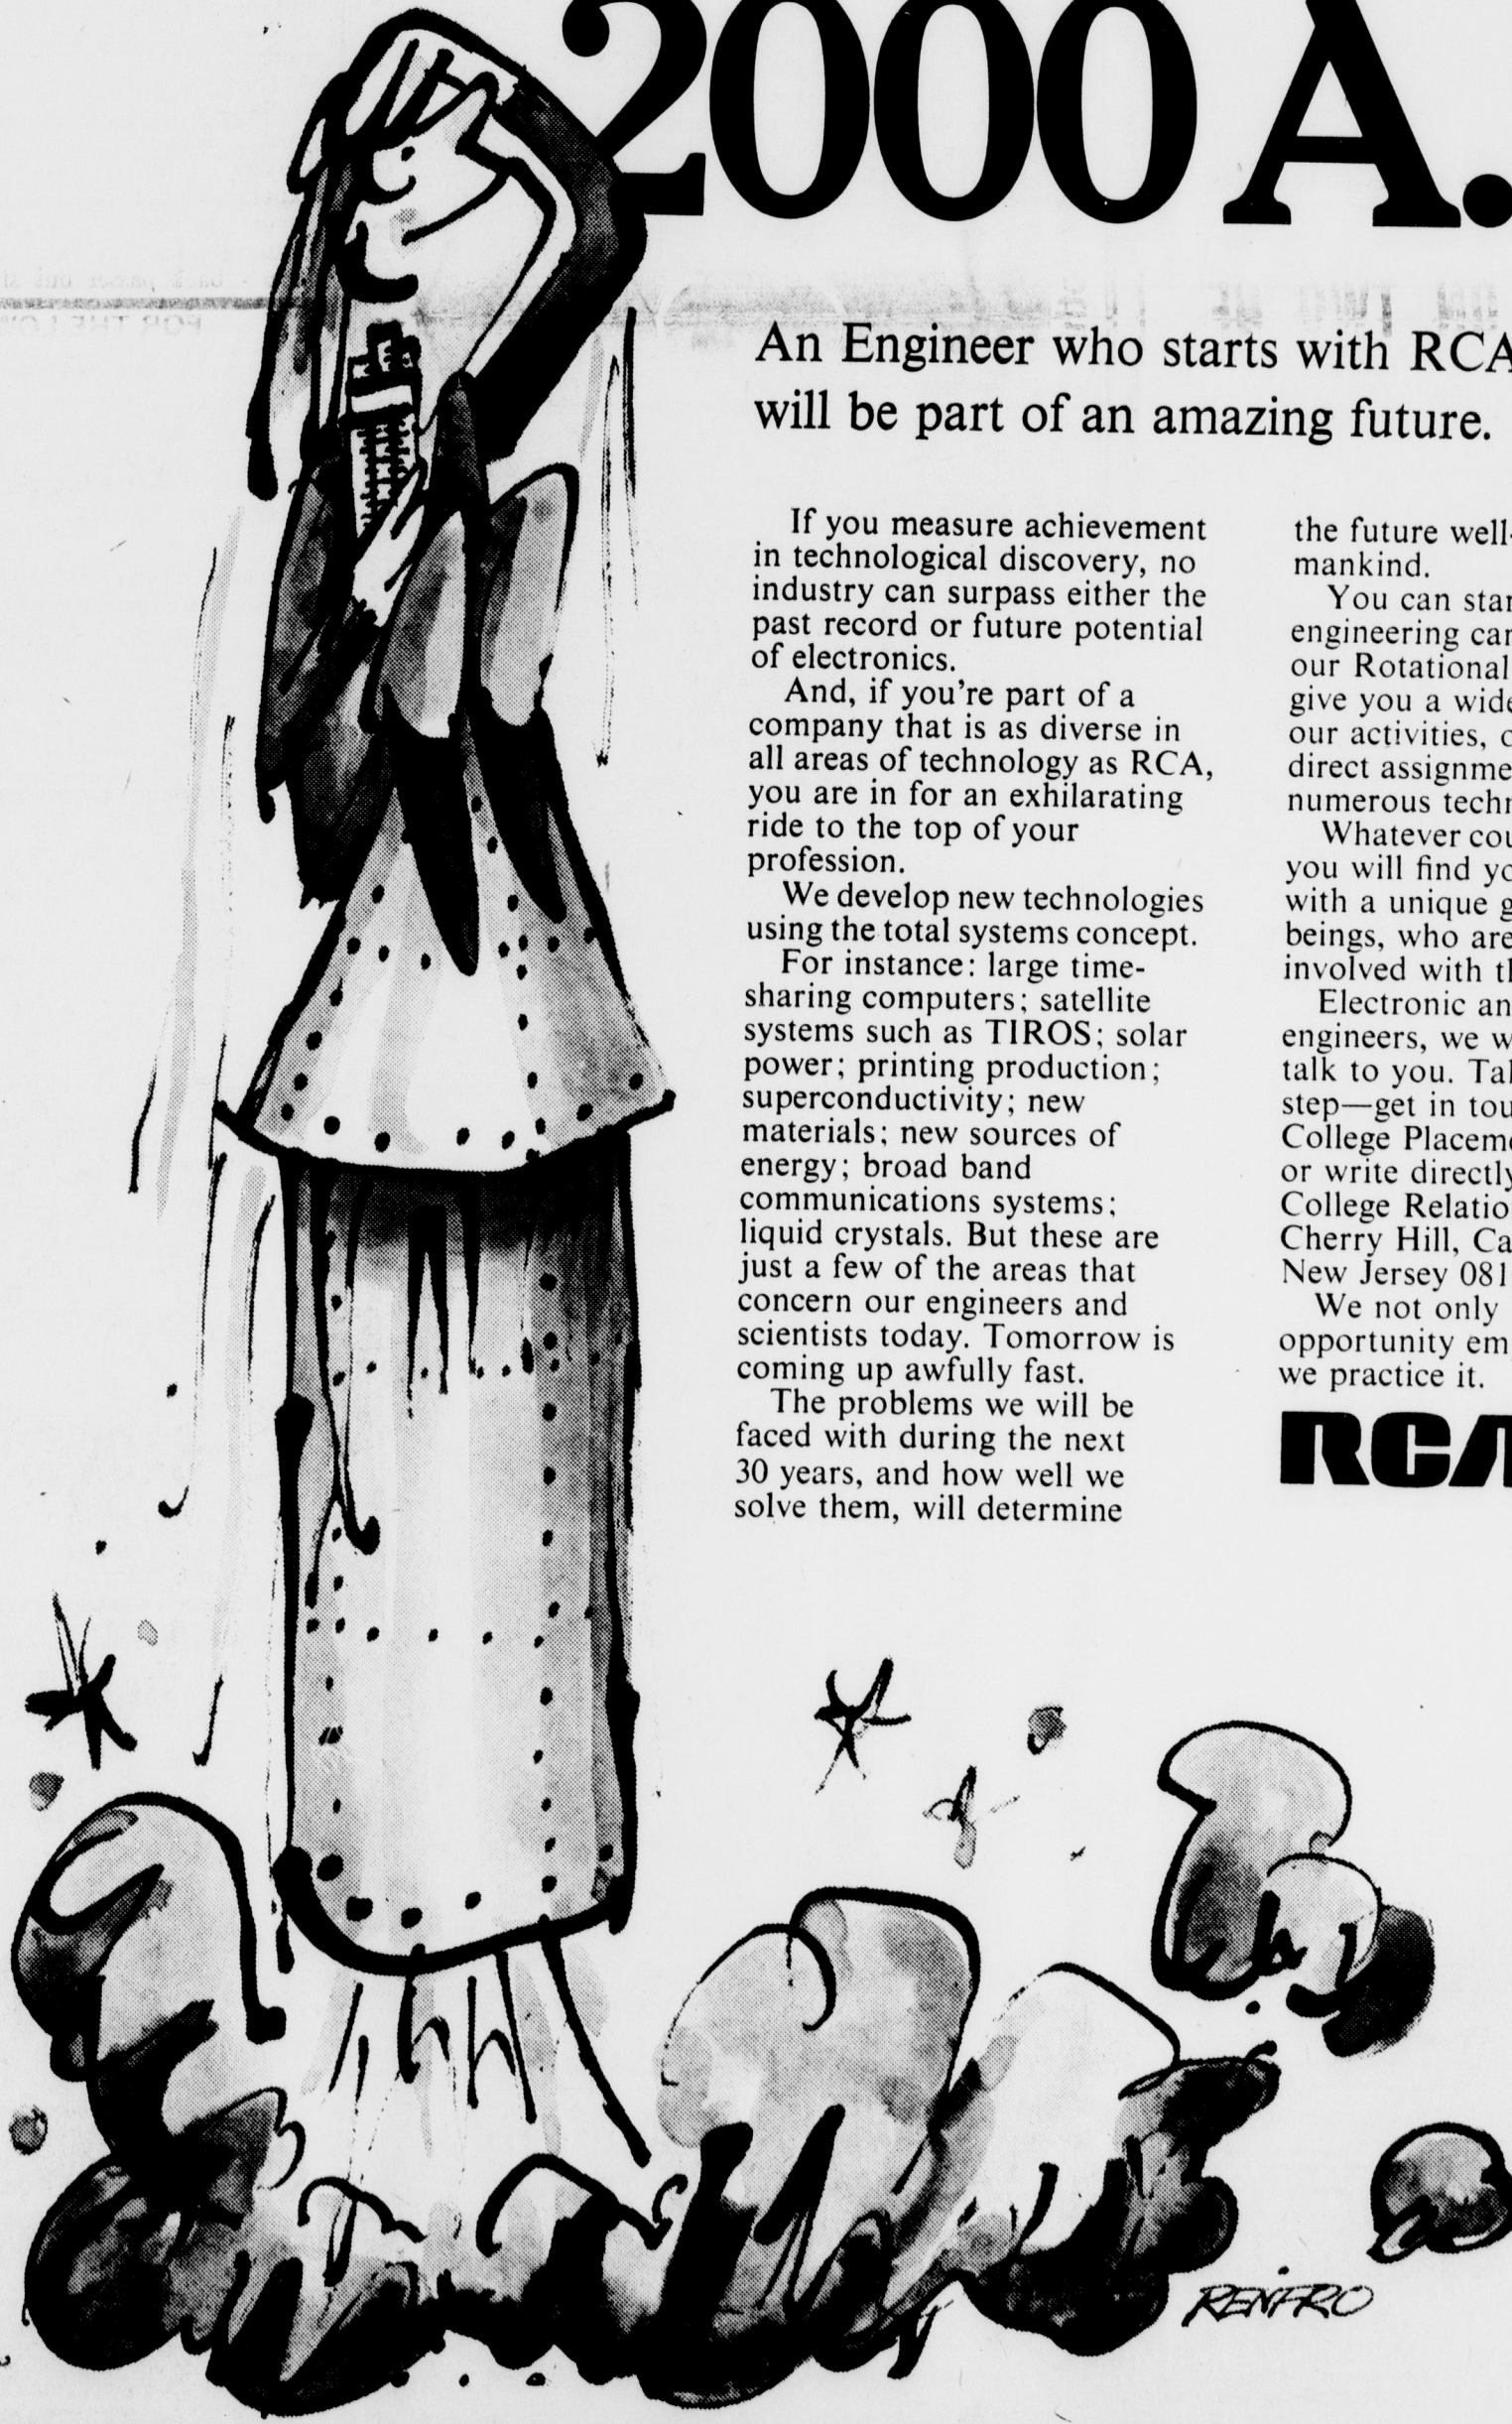 2000 A.
An Engineer who starts with RCA
will be part of an amazing future.
If you measure achievement
in technological discovery, no
industry can surpass either the
past record or future potential
of electronics.
And, if you're part of a
company that is as diverse in
all areas of technology as RCA,
you are in for an exhilarating
ride to the top of your
profession.
We develop new technologies
using the total systems concept.
For instance: large time-
sharing computers; satellite
systems such as TIROS; solar
power; printing production;
superconductivity; new
materials; new sources of
energy; broad band
communications systems;
liquid crystals. But these are
just a few of the areas that
concern our engineers and
scientists today. Tomorrow is
coming up awfully fast.
The problems we will be
faced with during the next
30 years, and how well we
solve them, will determine
the future well-
mankind.
You can star
engineering car
our Rotational
give you a wide
our activities, o
direct assignme
numerous techn
Whatever cou
you will find yo
with a unique g
beings, who are
involved with th
Electronic an
engineers, we w
talk to you. Tak
step—get in tou
College Placeme
or write directly
College Relatio
Cherry Hill, Ca
New Jersey 081
We not only
opportunity em
we practice it.
RCA
RENFRO